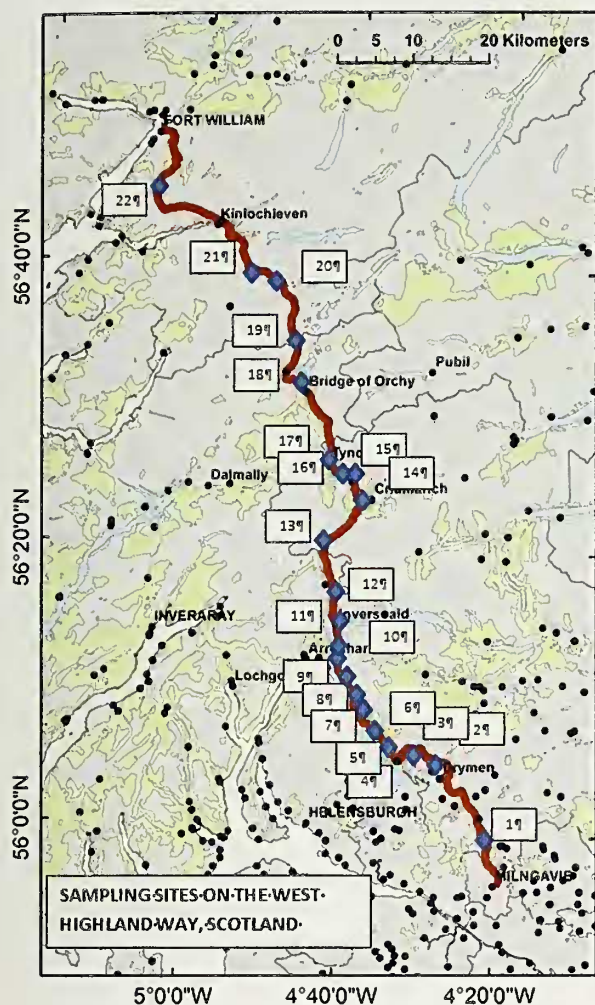 0 5 10 20 Kilometers
FORT WILLIAM
22¶
Kinlochleven
56°40'0"N
21¶
20¶
19¶
18¶
Pubil
Bridge of Orchy
17¶
15¶
16¶
14¶
Dalmally
56°20'0"N
13¶
12¶
11¶
INVERARAY
10¶
9¶
8¶
6¶
3¶
2¶
7¶
5¶
4¶
HELENSBURGH
56°0'0"N
1¶
MILNGAVIE
SAMPLING·SITES·ON·THE·WEST·
HIGHLAND·WAY,·SCOTLAND·
5°0'0"W 4°40'0"W 4°20'0"W